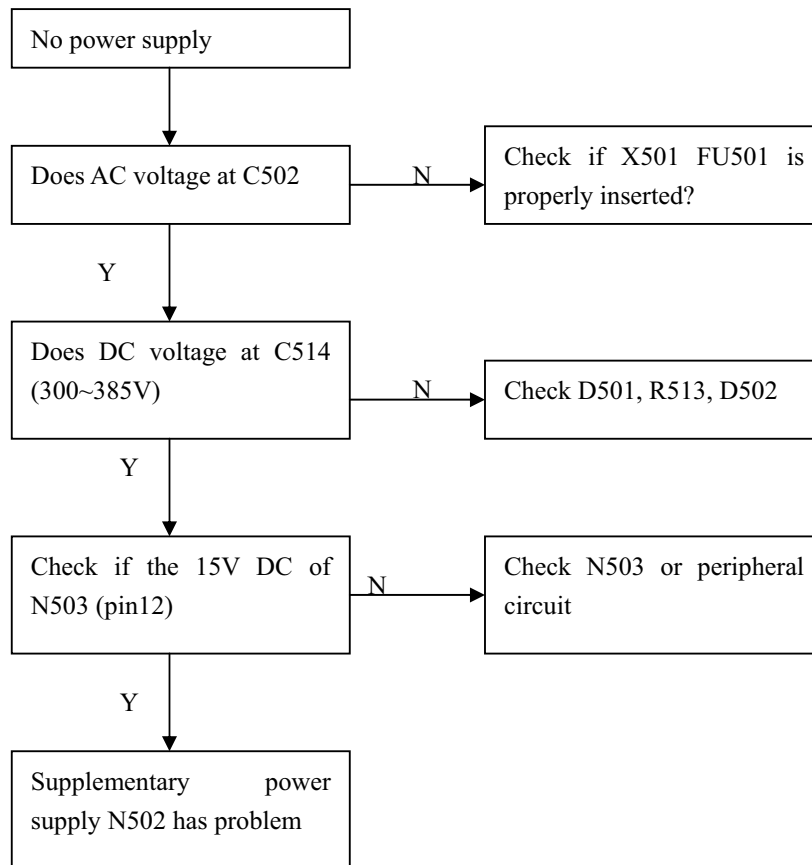 No power supply
Does AC voltage at C502
N
Check if X501 FU501 is
properly inserted?
Y
Does DC voltage at C514
(300~385V)
N
Check D501, R513, D502
Y
Check if the 15V DC of
N503 (pin12)
N
Check N503 or peripheral
circuit
Y
Supplementary power
supply N502 has problem